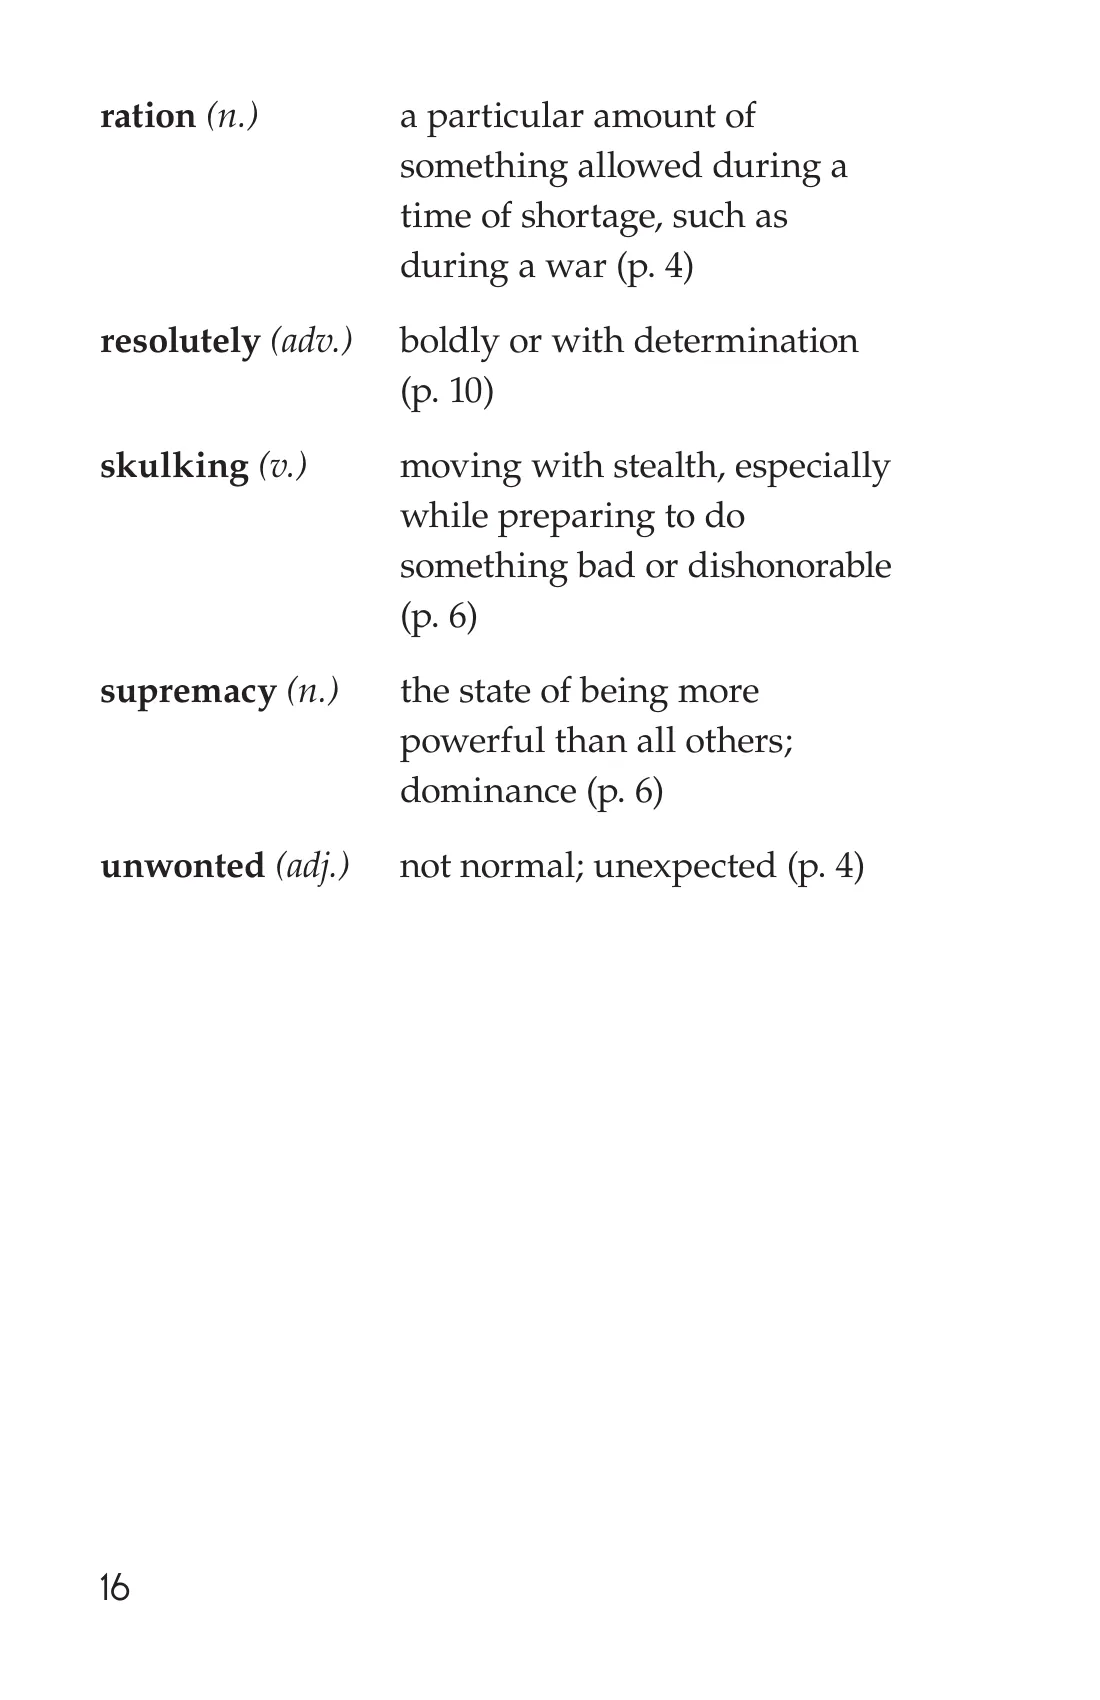 ration (n.) a particular amount of
something allowed during a
time of shortage, such as
during a war (p. 4)
resolutely (adv.) boldly or with determination
(p. 10)
skulking (v.) moving with stealth, especially
while preparing to do
something bad or dishonorable
(p. 6)
supremacy (n.) the state of being more
powerful than all others;
dominance (p. 6)
unwonted (adj.) not normal; unexpected (p. 4)
16